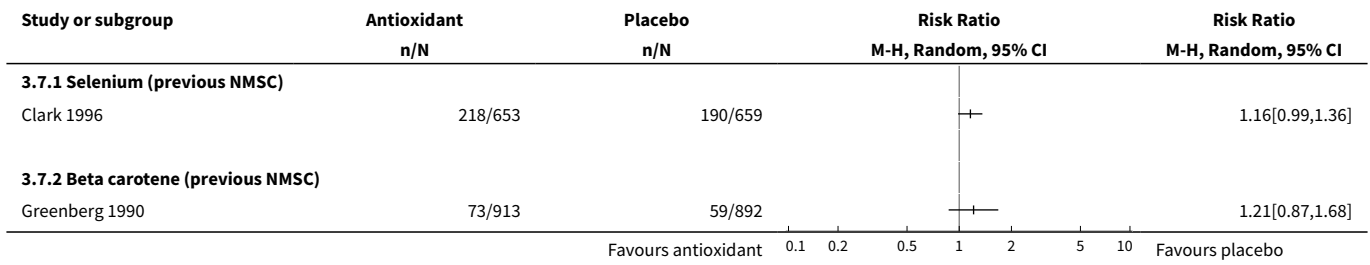 Study or subgroup Antioxidant Placebo Risk Ratio Risk Ratio
n/N n/N M-H, Random, 95% CI M-H, Random, 95% CI
3.7.1 Selenium (previous NMSC)
Clark 1996 218/653 190/659 1.16[0.99,1.36]
3.7.2 Beta carotene (previous NMSC)
Greenberg 1990 73/913 59/892 1.21[0.87,1.68]
Favours antioxidant 0.1 0.2 0.5 1 2 5 10 Favours placebo